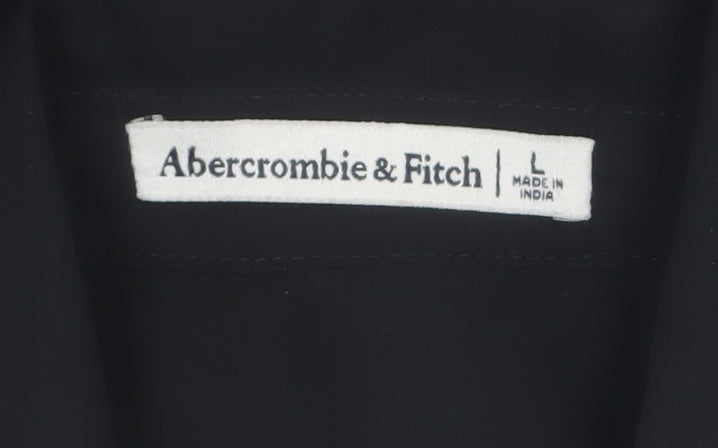 Abercrombie & Fitch | L
MADE IN
INDIA